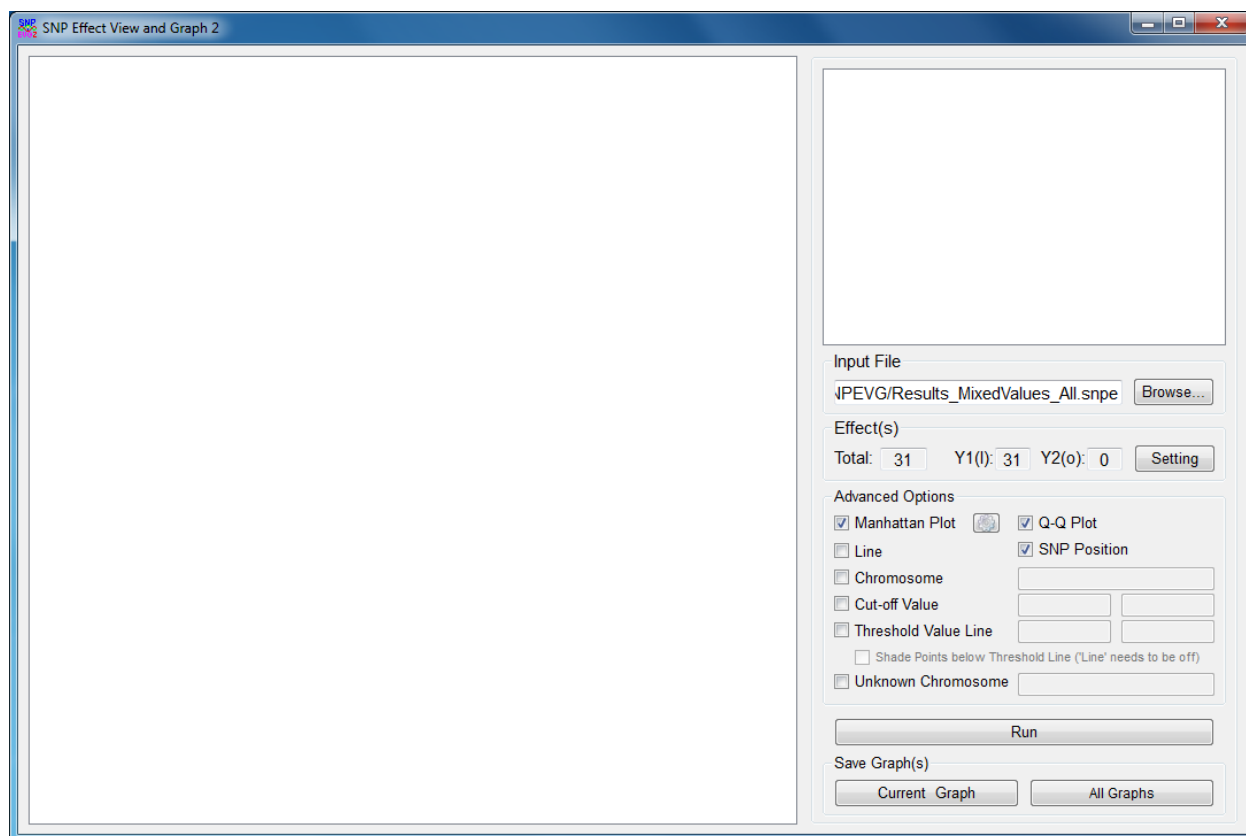 SNP
EVG2
SNP Effect View and Graph 2
Input File
NPEVG/Results_MixedValues_All.snpe
Browse...
Effect(s)
Total: 31 Y1(l): 31 Y2(o): 0 Setting
Advanced Options
Manhattan Plot Q-Q Plot
Line SNP Position
Chromosome
Cut-off Value
Threshold Value Line
Shade Points below Threshold Line ('Line' needs to be off)
Unknown Chromosome
Run
Save Graph(s)
Current Graph All Graphs